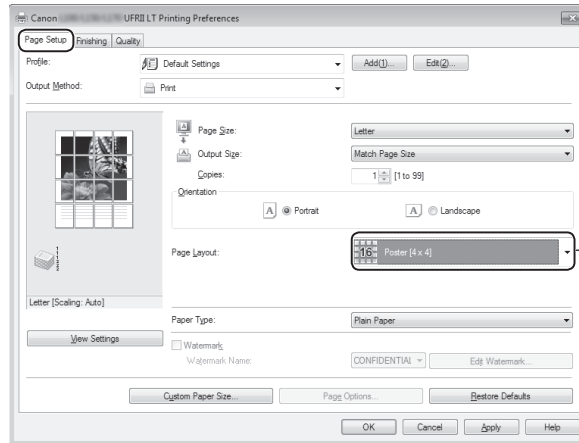 Canon UFRII LT Printing Preferences
Page Setup Finishing Quality
Profile: Default Settings Add(1)... Edit(2)...
Output Method: Print
Page Size: Letter
Output Size: Match Page Size
Copies: 1 [1 to 99]
Orientation
A Portrait A Landscape
Page Layout: 16 Poster [4 x 4]
Letter [Scaling: Auto]
Paper Type: Plain Paper
View Settings
Watermark
Watermark Name: CONFIDENTIAL Edit Watermark...
Custom Paper Size... Page Options... Restore Defaults
OK Cancel Apply Help